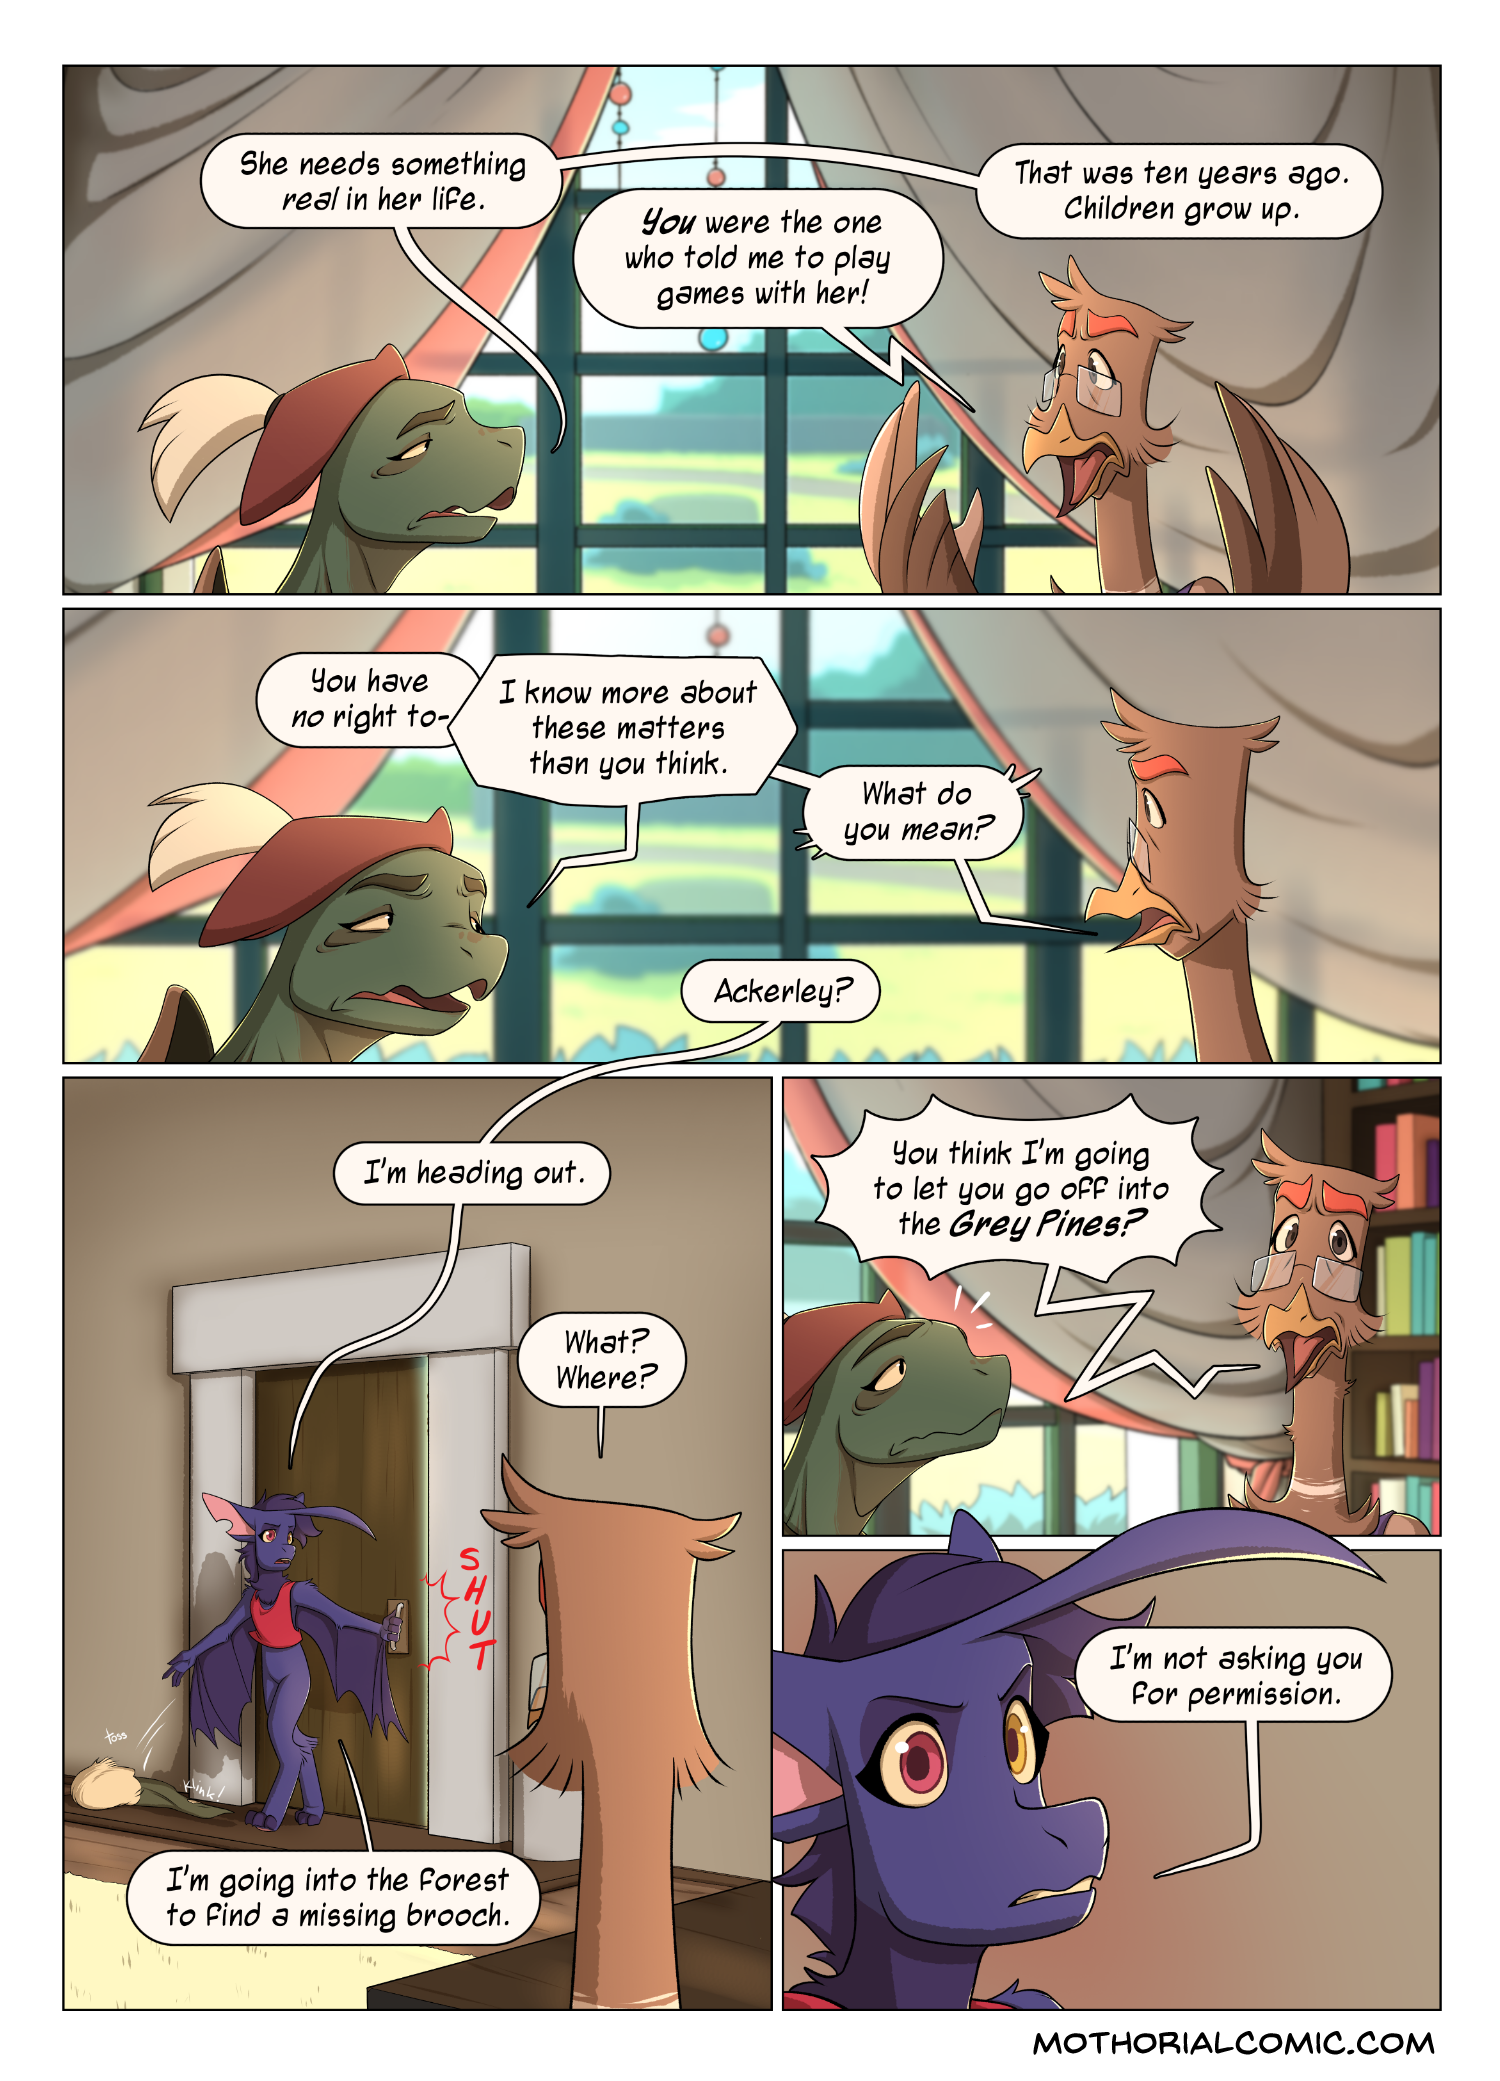 She needs something
real in her life.
You were the one
who told me to play
games with her!
That was ten years ago.
Children grow up.
You have
no right to-
I know more about
these matters
than you think.
What do
you mean?
Ackerley?
I'm heading out.
What?
Where?
SHUT
toss
Klink!
I'm going into the forest
to find a missing brooch.
You think I'm going
to let you go off into
the Grey Pines?
I'm not asking you
for permission.
MOTHORIALCOMIC.COM